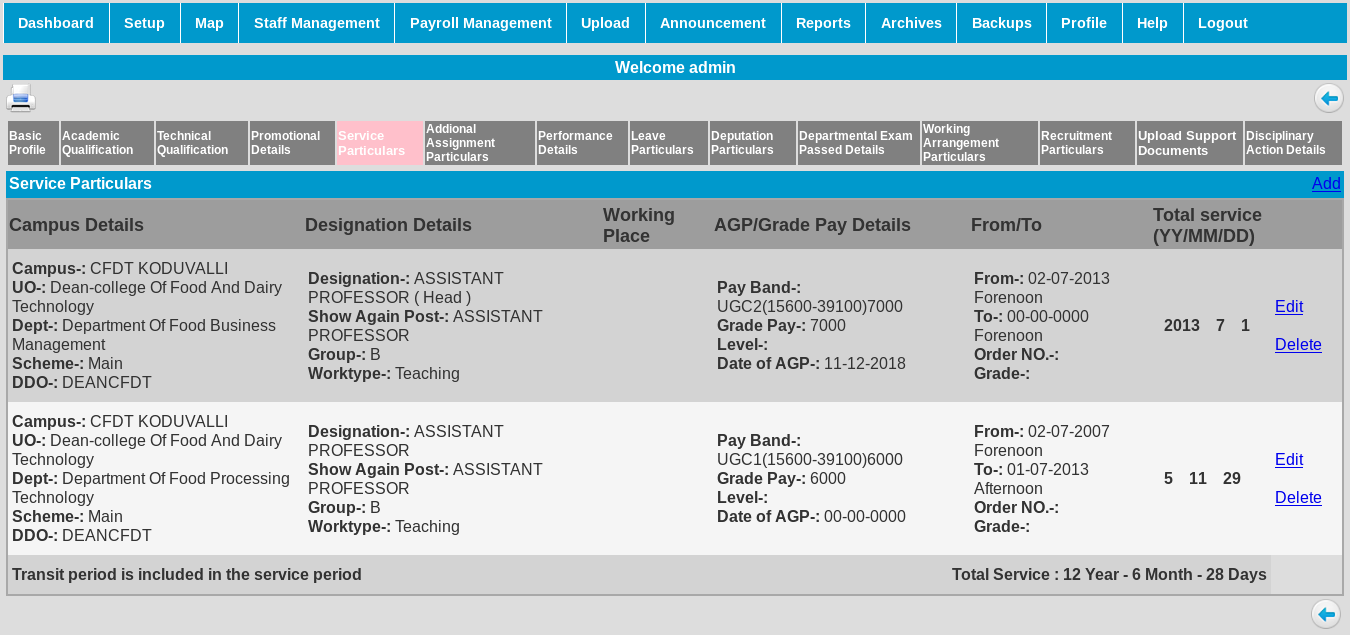 Dashboard Setup Map Staff Management Payroll Management Upload Announcement Reports Archives Backups Profile Help Logout
Welcome admin
Basic Profile
Academic Qualification
Technical Qualification
Promotional Details
Service Particulars
Addional Assignment Particulars
Performance Details
Leave Particulars
Deputation Particulars
Departmental Exam Passed Details
Working Arrangement Particulars
Recruitment Particulars
Upload Support Documents
Disciplinary Action Details
Service Particulars Add
Campus Details
Designation Details
Working
Place
AGP/Grade Pay Details
From/To
Total service
(YY/MM/DD)
Campus-: CFDT KODUVALLI
UO-: Dean-college Of Food And Dairy
Technology
Dept-: Department Of Food Business
Management
Scheme-: Main
DDO-: DEANCFDT
Designation-: ASSISTANT
PROFESSOR ( Head )
Show Again Post-: ASSISTANT
PROFESSOR
Group-: B
Worktype-: Teaching
Pay Band-:
UGC2(15600-39100)7000
Grade Pay-: 7000
Level-:
Date of AGP-: 11-12-2018
From-: 02-07-2013
Forenoon
To-: 00-00-0000
Forenoon
Order NO.-:
Grade-:
2013 7 1
Edit
Delete
Campus-: CFDT KODUVALLI
UO-: Dean-college Of Food And Dairy
Technology
Dept-: Department Of Food Processing
Technology
Scheme-: Main
DDO-: DEANCFDT
Designation-: ASSISTANT
PROFESSOR
Show Again Post-: ASSISTANT
PROFESSOR
Group-: B
Worktype-: Teaching
Pay Band-:
UGC1(15600-39100)6000
Grade Pay-: 6000
Level-:
Date of AGP-: 00-00-0000
From-: 02-07-2007
Forenoon
To-: 01-07-2013
Afternoon
Order NO.-:
Grade-:
5 11 29
Edit
Delete
Transit period is included in the service period Total Service : 12 Year - 6 Month - 28 Days